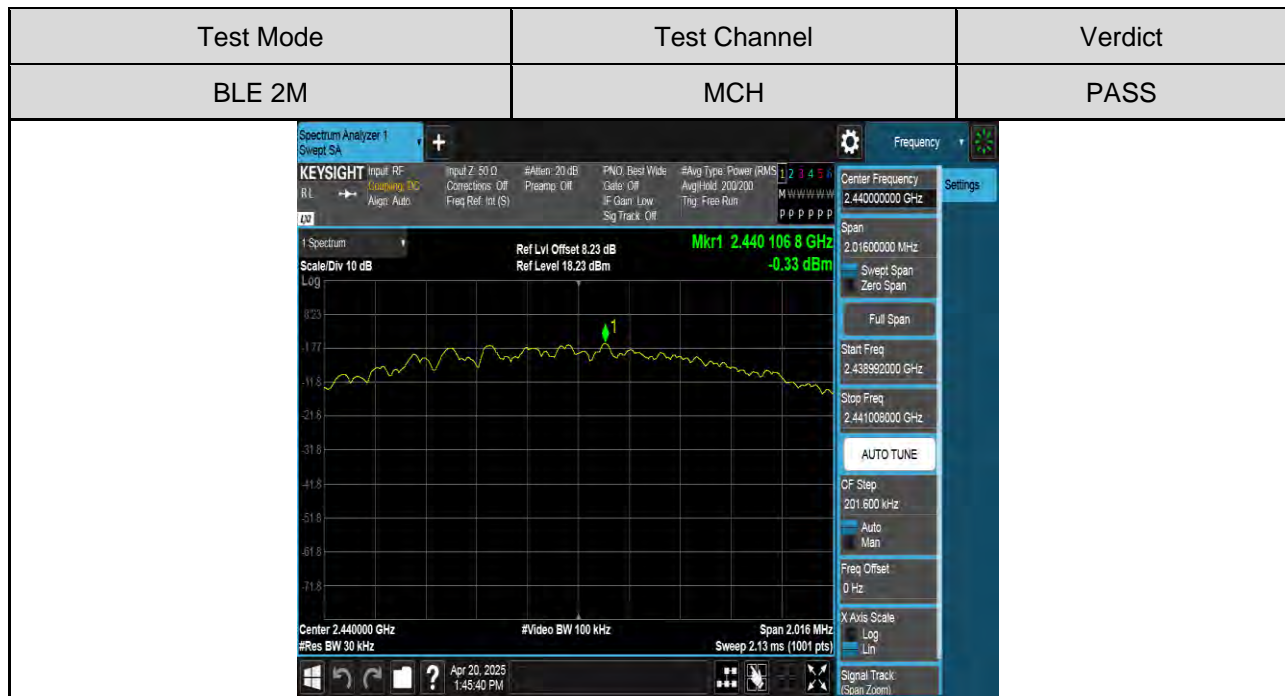 Test Mode Test Channel Verdict
BLE 2M MCH PASS
Spectrum Analyzer 1
Swept SA
+
Frequency
KEYSIGHT Input: RF Input Z: 50 Ω #Atten: 20 dB PNO: Best Wide #Avg Type: Power (RMS 1 2 3 4 5 6
RL Coupling: DC Corrections: Off Preamp: Off Gate: Off Avg|Hold: 200/200 M W W W W W
Align: Auto Freq Ref: Int (S) IF Gain: Low Trig: Free Run
LXI Sig Track: Off P P P P P P
Center Frequency
2.440000000 GHz
Settings
Span
2.01600000 MHz
Swept Span
Zero Span
Full Span
Start Freq
2.438992000 GHz
Stop Freq
2.441008000 GHz
AUTO TUNE
CF Step
201.600 kHz
Auto
Man
Freq Offset
0 Hz
X Axis Scale
Log
Lin
Signal Track
(Span Zoom)
1 Spectrum
Ref Lvl Offset 8.23 dB Mkr1 2.440 106 8 GHz
Scale/Div 10 dB Ref Level 18.23 dBm -0.33 dBm
Log
8.23
1
-1.77
-11.8
-21.8
-31.8
-41.8
-51.8
-61.8
-71.8
Center 2.440000 GHz #Video BW 100 kHz Span 2.016 MHz
#Res BW 30 kHz Sweep 2.13 ms (1001 pts)
? Apr 20, 2025
1:45:40 PM